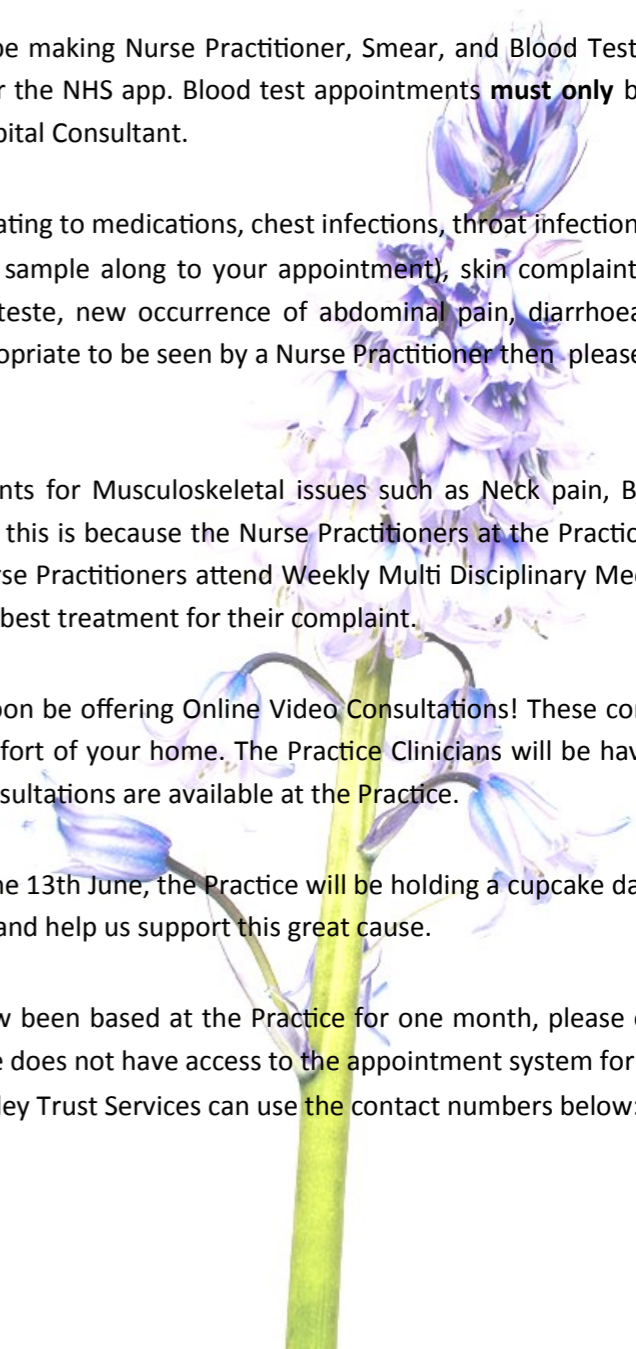 be making Nurse Practitioner, Smear, and Blood Test
r the NHS app. Blood test appointments must only b
pital Consultant.
ating to medications, chest infections, throat infection
sample along to your appointment), skin complaint
teste, new occurrence of abdominal pain, diarrhoea
opriate to be seen by a Nurse Practitioner then please
nts for Musculoskeletal issues such as Neck pain, B
this is because the Nurse Practitioners at the Practic
rse Practitioners attend Weekly Multi Disciplinary Mee
best treatment for their complaint.
oon be offering Online Video Consultations! These con
fort of your home. The Practice Clinicians will be hav
sultations are available at the Practice.
he 13th June, the Practice will be holding a cupcake da
and help us support this great cause.
w been based at the Practice for one month, please
e does not have access to the appointment system for
ley Trust Services can use the contact numbers below: